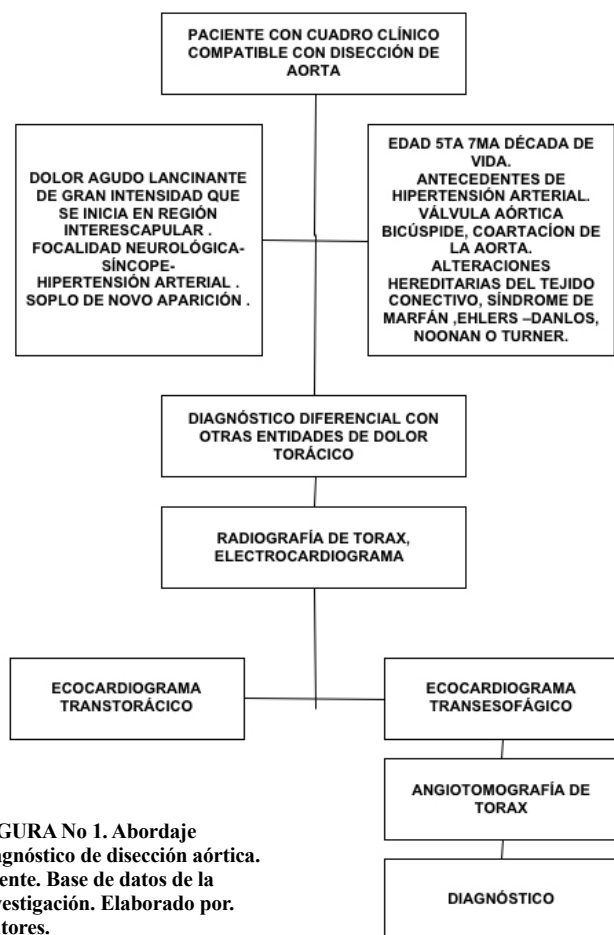 PACIENTE CON CUADRO CLÍNICO
COMPATIBLE CON DISECCIÓN DE
AORTA
DOLOR AGUDO LANCINANTE
DE GRAN INTENSIDAD QUE
SE INICIA EN REGIÓN
INTERESCAPULAR .
FOCALIDAD NEUROLÓGICA-
SÍNCOPE-
HIPERTENSIÓN ARTERIAL .
SOPLO DE NOVO APARICIÓN .
EDAD 5TA 7MA DÉCADA DE
VIDA.
ANTECEDENTES DE
HIPERTENSIÓN ARTERIAL.
VÁLVULA AÓRTICA
BICÚSPIDE, COARTACÍON DE
LA AORTA.
ALTERACIONES
HEREDITARIAS DEL TEJIDO
CONECTIVO, SÍNDROME DE
MARFÁN ,EHLERS –DANLOS,
NOONAN O TURNER.
DIAGNÓSTICO DIFERENCIAL CON
OTRAS ENTIDADES DE DOLOR
TORÁCICO
RADIOGRAFÍA DE TORAX,
ELECTROCARDIOGRAMA
ECOCARDIOGRAMA
TRANSTORÁCICO
ECOCARDIOGRAMA
TRANSESOFÁGICO
ANGIOTOMOGRAFÍA DE
TORAX
DIAGNÓSTICO
GURA No 1. Abordaje
agnóstico de disección aórtica.
ente. Base de datos de la
vestigación. Elaborado por.
tores.